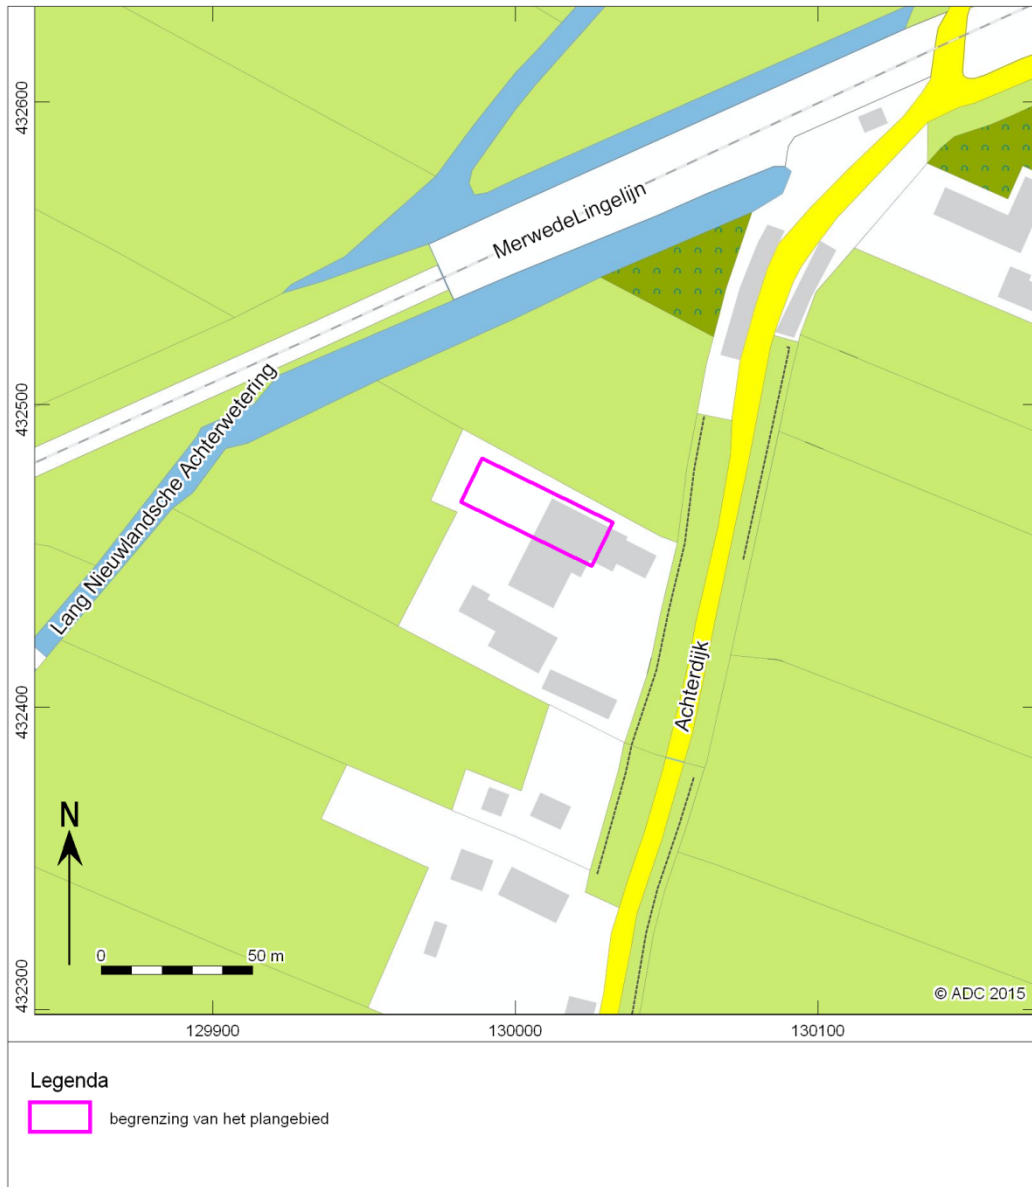 432600
MerwedeLingelijn
432500
Lang Nieuwlandsche Achterwetering
Achterdijk
432400
N
0 50 m
432300
© ADC 2015
129900 130000 130100
Legenda
begrenzing van het plangebied